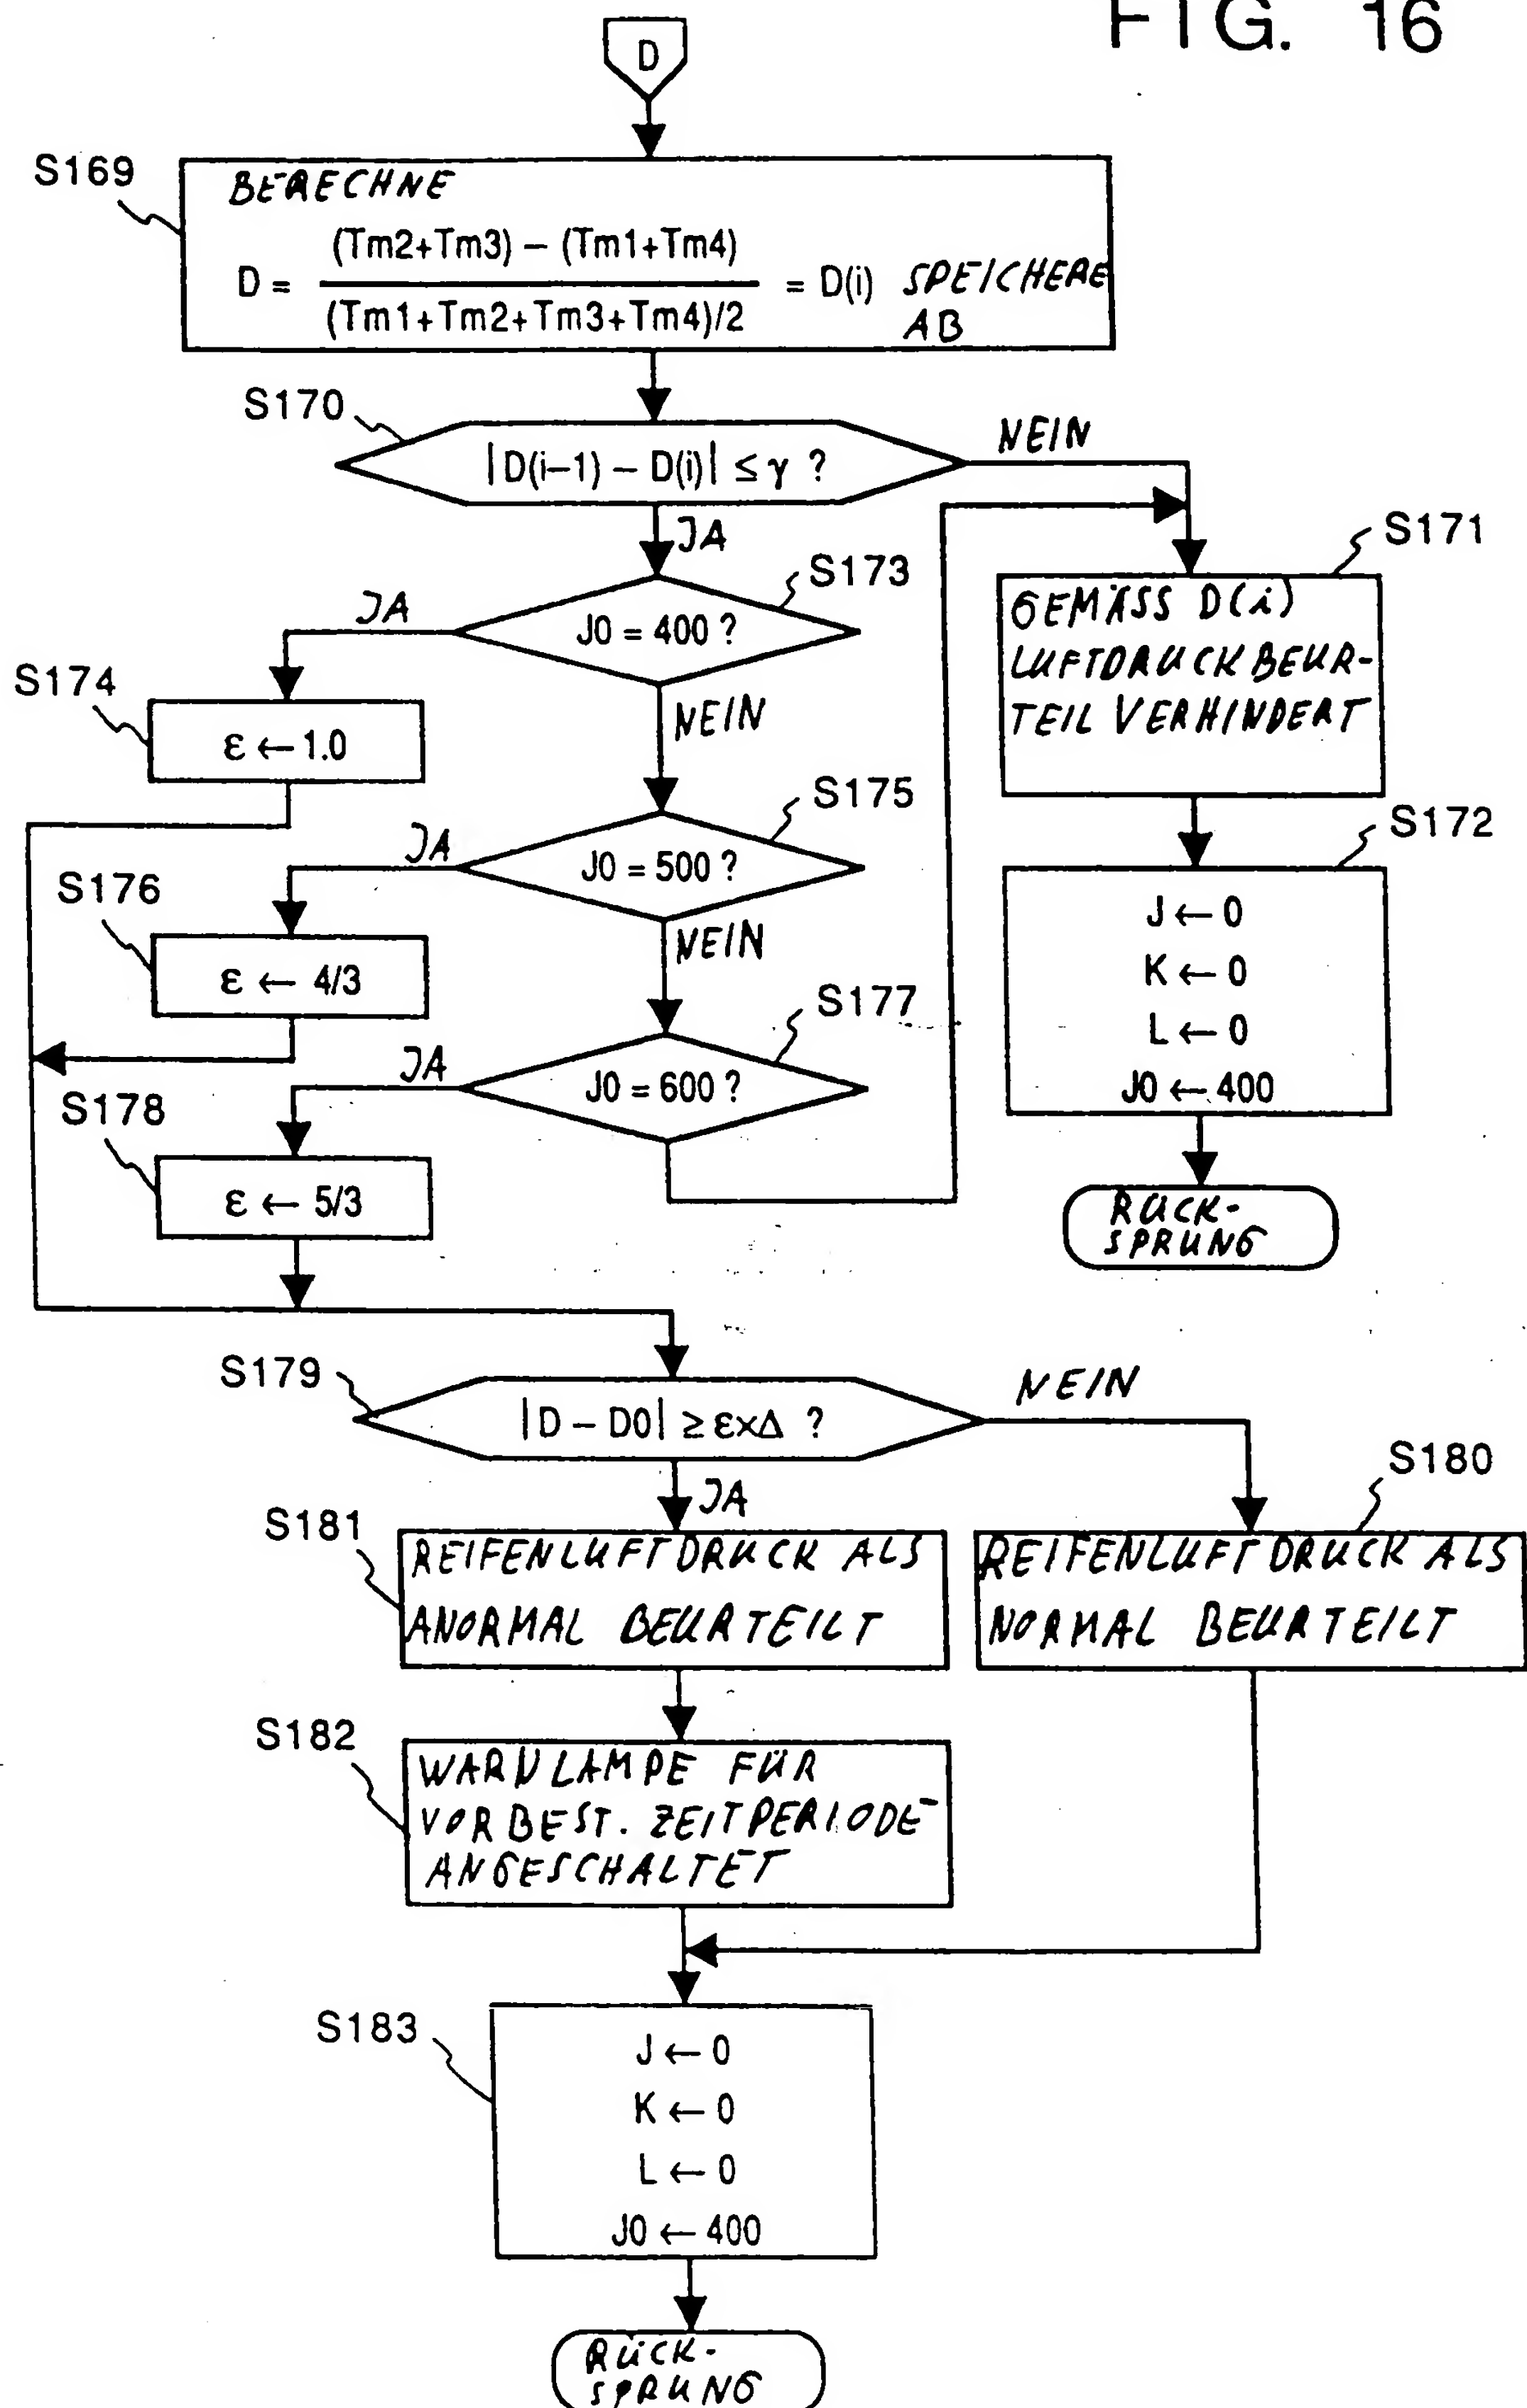 FIG. 16
D
S169
BERECHNE
(Tm2+Tm3) – (Tm1+Tm4)
D = = D(i) SPEICHERE
(Tm1+Tm2+Tm3+Tm4)/2 AB
S170
|D(i–1) – D(i)| ≤ γ ?
NEIN
JA
S171
GEMÄSS D(i)
LUFTDRUCKBEUR-
TEIL VERHINDERT
S173
J0 = 400 ?
JA
NEIN
S174
ε ← 1.0
S175
J0 = 500 ?
JA
NEIN
S172
J ← 0
K ← 0
L ← 0
J0 ← 400
S176
ε ← 4/3
S177
J0 = 600 ?
JA
S178
ε ← 5/3
RÜCK-
SPRUNG
S179
|D – D0| ≥ ε×Δ ?
NEIN
JA
S180
S181
REIFENLUFTDRUCK ALS
ANORMAL BEURTEILT
REIFENLUFTDRUCK ALS
NORMAL BEURTEILT
S182
WARNLAMPE FÜR
VORBEST. ZEITPERIODE
ANGESCHALTET
S183
J ← 0
K ← 0
L ← 0
J0 ← 400
RÜCK-
SPRUNG